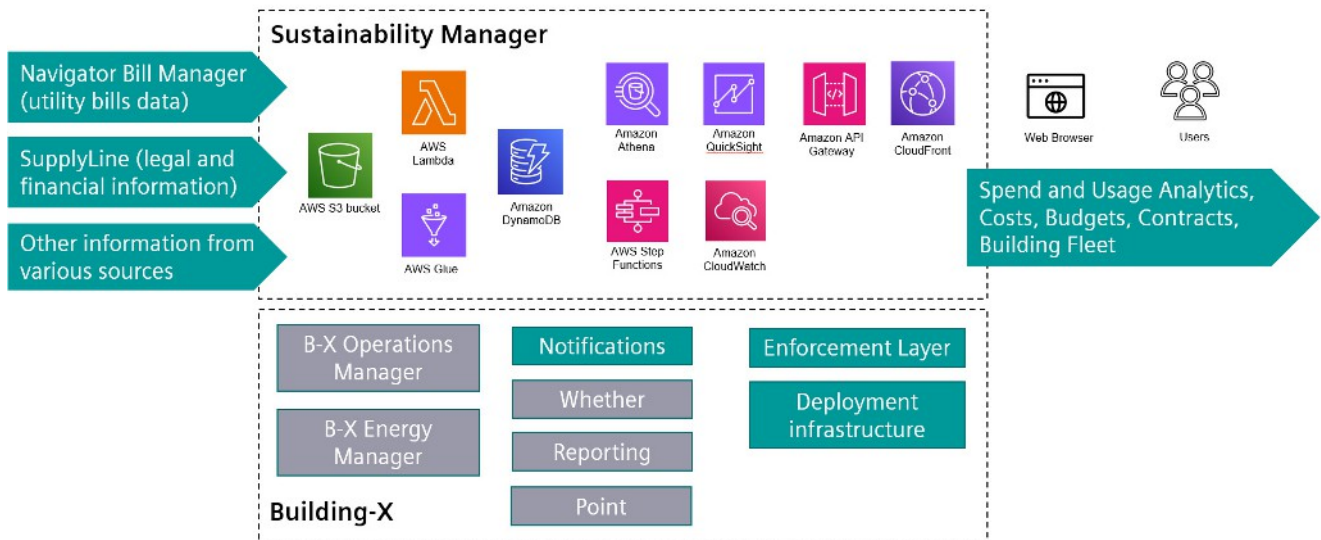 Sustainability Manager
Navigator Bill Manager
(utility bills data)
SupplyLine (legal and
financial information)
Other information from
various sources
AWS S3 bucket
AWS
Lambda
AWS Glue
Amazon
DynamoDB
Amazon
Athena
Amazon
QuickSight
Amazon API
Gateway
Amazon
CloudFront
AWS Step
Functions
Amazon
CloudWatch
Web Browser
Users
Spend and Usage Analytics,
Costs, Budgets, Contracts,
Building Fleet
B-X Operations
Manager
B-X Energy
Manager
Notifications
Whether
Reporting
Point
Enforcement Layer
Deployment
infrastructure
Building-X